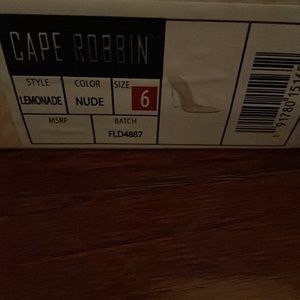 CAPE ROBBIN
STYLE COLOR SIZE
LEMONADE NUDE 6
MSRP BATCH
FLD4887